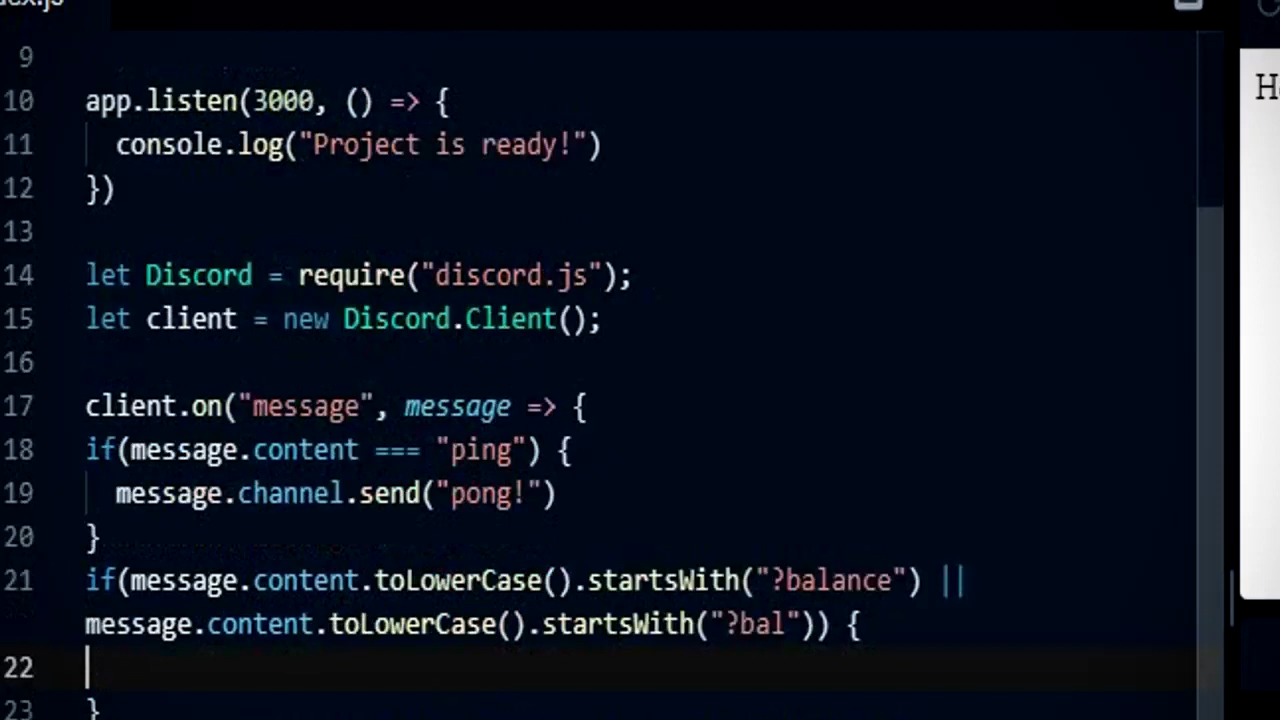 9
10 app.listen(3000, () => {
11   console.log("Project is ready!")
12 })
13
14 let Discord = require("discord.js");
15 let client = new Discord.Client();
16
17 client.on("message", message => {
18 if(message.content === "ping") {
19   message.channel.send("pong!")
20 }
21 if(message.content.toLowerCase().startsWith("?balance") ||
message.content.toLowerCase().startsWith("?bal")) {
22
23 }